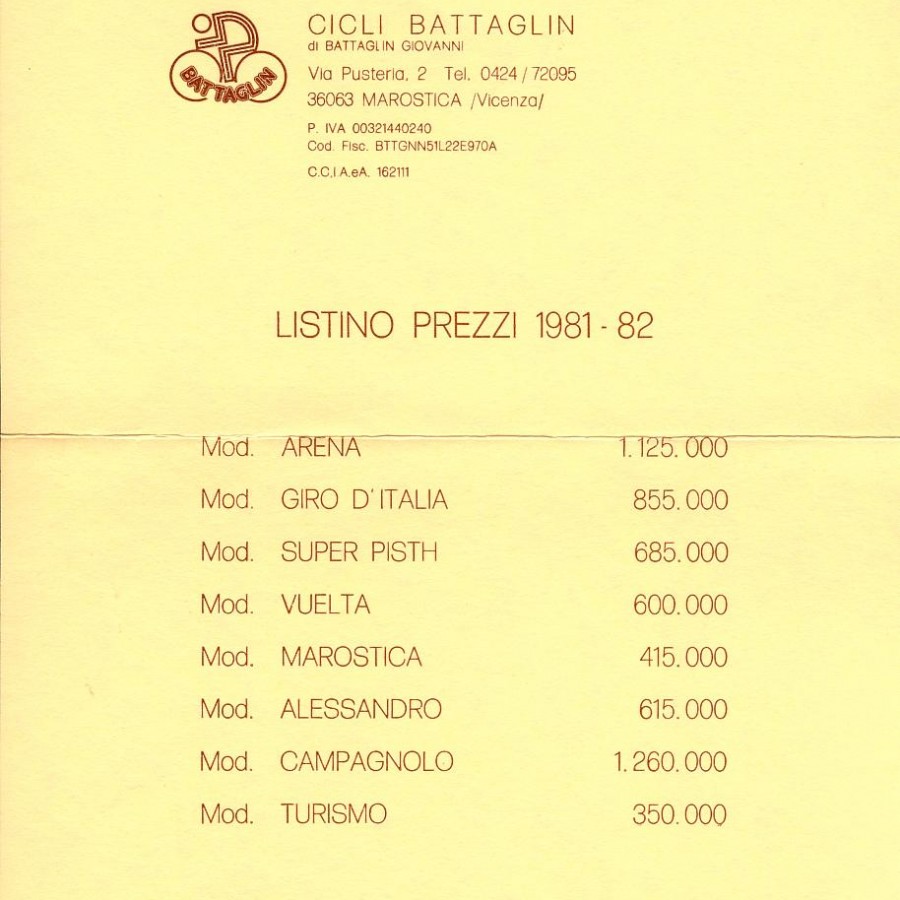 BATTAGLIN
CICLI BATTAGLIN
di BATTAGLIN GIOVANNI
Via Pusteria, 2 Tel. 0424/72095
36063 MAROSTICA /Vicenza/
P. IVA 00321440240
Cod. Fisc. BTTGNN51L22E970A
C.C.I.A.eA. 162111
LISTINO PREZZI 1981-82
Mod. ARENA 1.125.000
Mod. GIRO D'ITALIA 855.000
Mod. SUPER PISTH 685.000
Mod. VUELTA 600.000
Mod. MAROSTICA 415.000
Mod. ALESSANDRO 615.000
Mod. CAMPAGNOLO 1.260.000
Mod. TURISMO 350.000